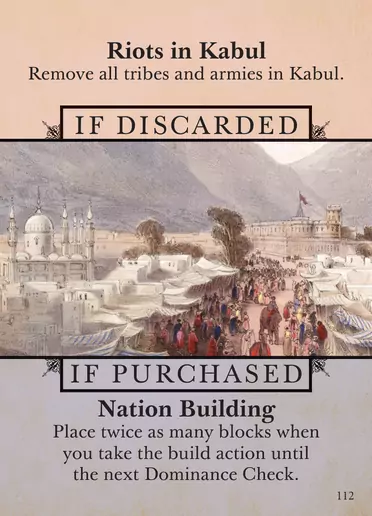 Riots in Kabul
Remove all tribes and armies in Kabul.
IF DISCARDED
IF PURCHASED
Nation Building
Place twice as many blocks when
you take the build action until
the next Dominance Check.
112